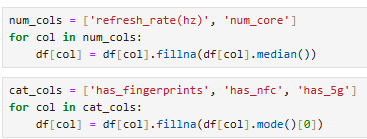 num_cols = ['refresh_rate(hz)', 'num_core']
for col in num_cols:
    df[col] = df[col].fillna(df[col].median())
cat_cols = ['has_fingerprints', 'has_nfc', 'has_5g']
for col in cat_cols:
    df[col] = df[col].fillna(df[col].mode()[0])